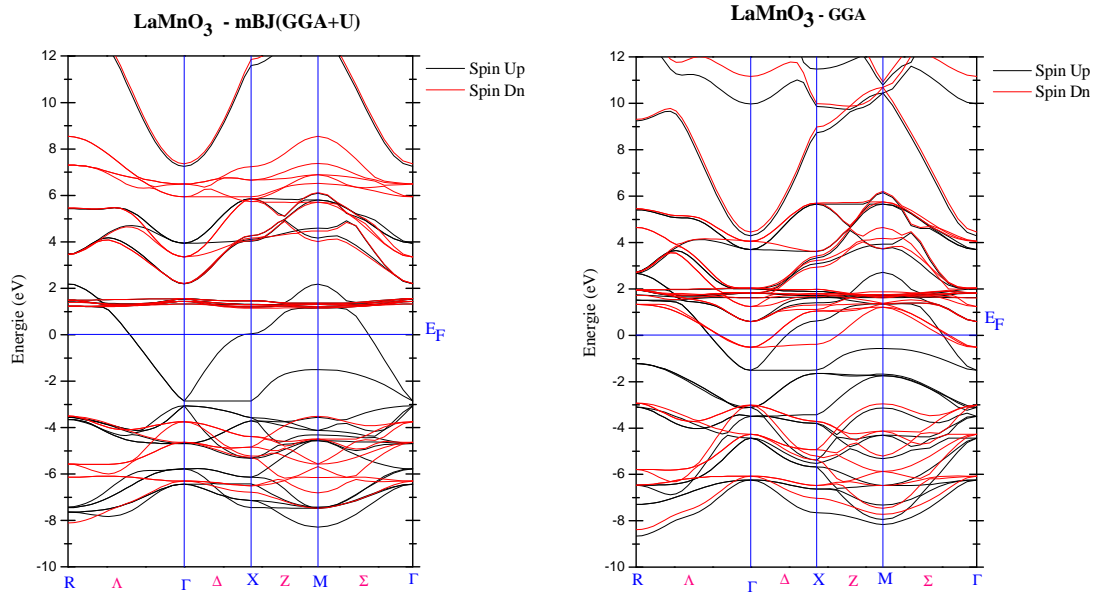 LaMnO3 - mBJ(GGA+U)
12
10
8
6
4
2
0
-2
-4
-6
-8
-10
Energie (eV)
Spin Up
Spin Dn
EF
R Λ Γ Δ X Z M Σ Γ
LaMnO3 - GGA
12
10
8
6
4
2
0
-2
-4
-6
-8
-10
Energie (eV)
Spin Up
Spin Dn
EF
R Λ Γ Δ X Z M Σ Γ